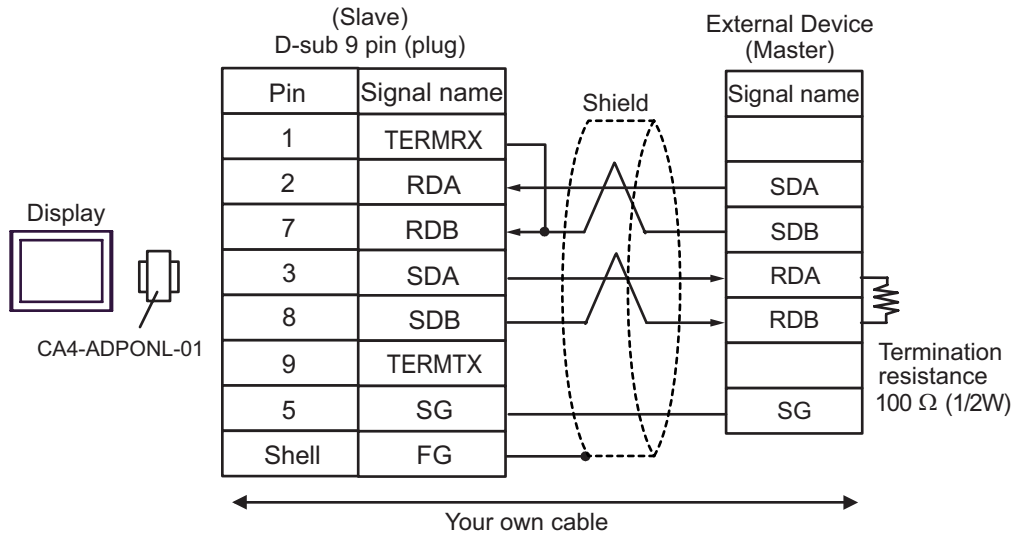 (Slave)
D-sub 9 pin (plug)
External Device
(Master)
Pin Signal name
Shield
Signal name
1 TERMRX
2 RDA
SDA
7 RDB
SDB
3 SDA
RDA
8 SDB
RDB
9 TERMTX
5 SG
SG
Shell FG
Display
CA4-ADPONL-01
Termination
resistance
100 Ω (1/2W)
Your own cable